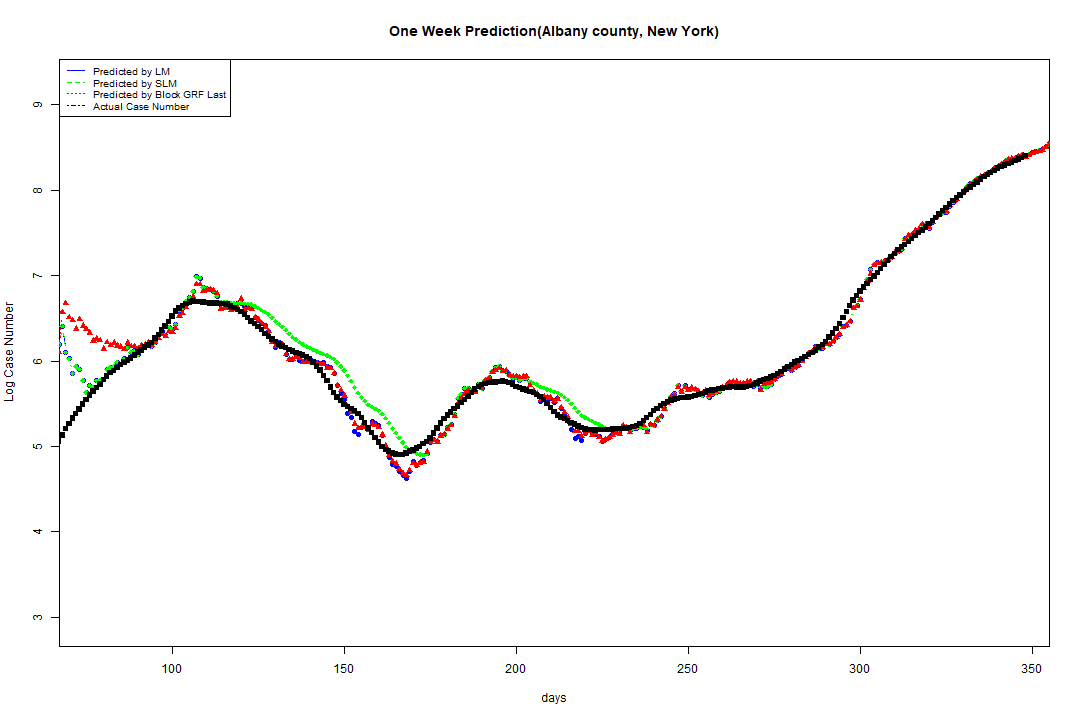 One Week Prediction(Albany county, New York)
Predicted by LM
Predicted by SLM
Predicted by Block GRF Last
Actual Case Number
9
8
7
6
5
4
3
Log Case Number
100 150 200 250 300 350
days